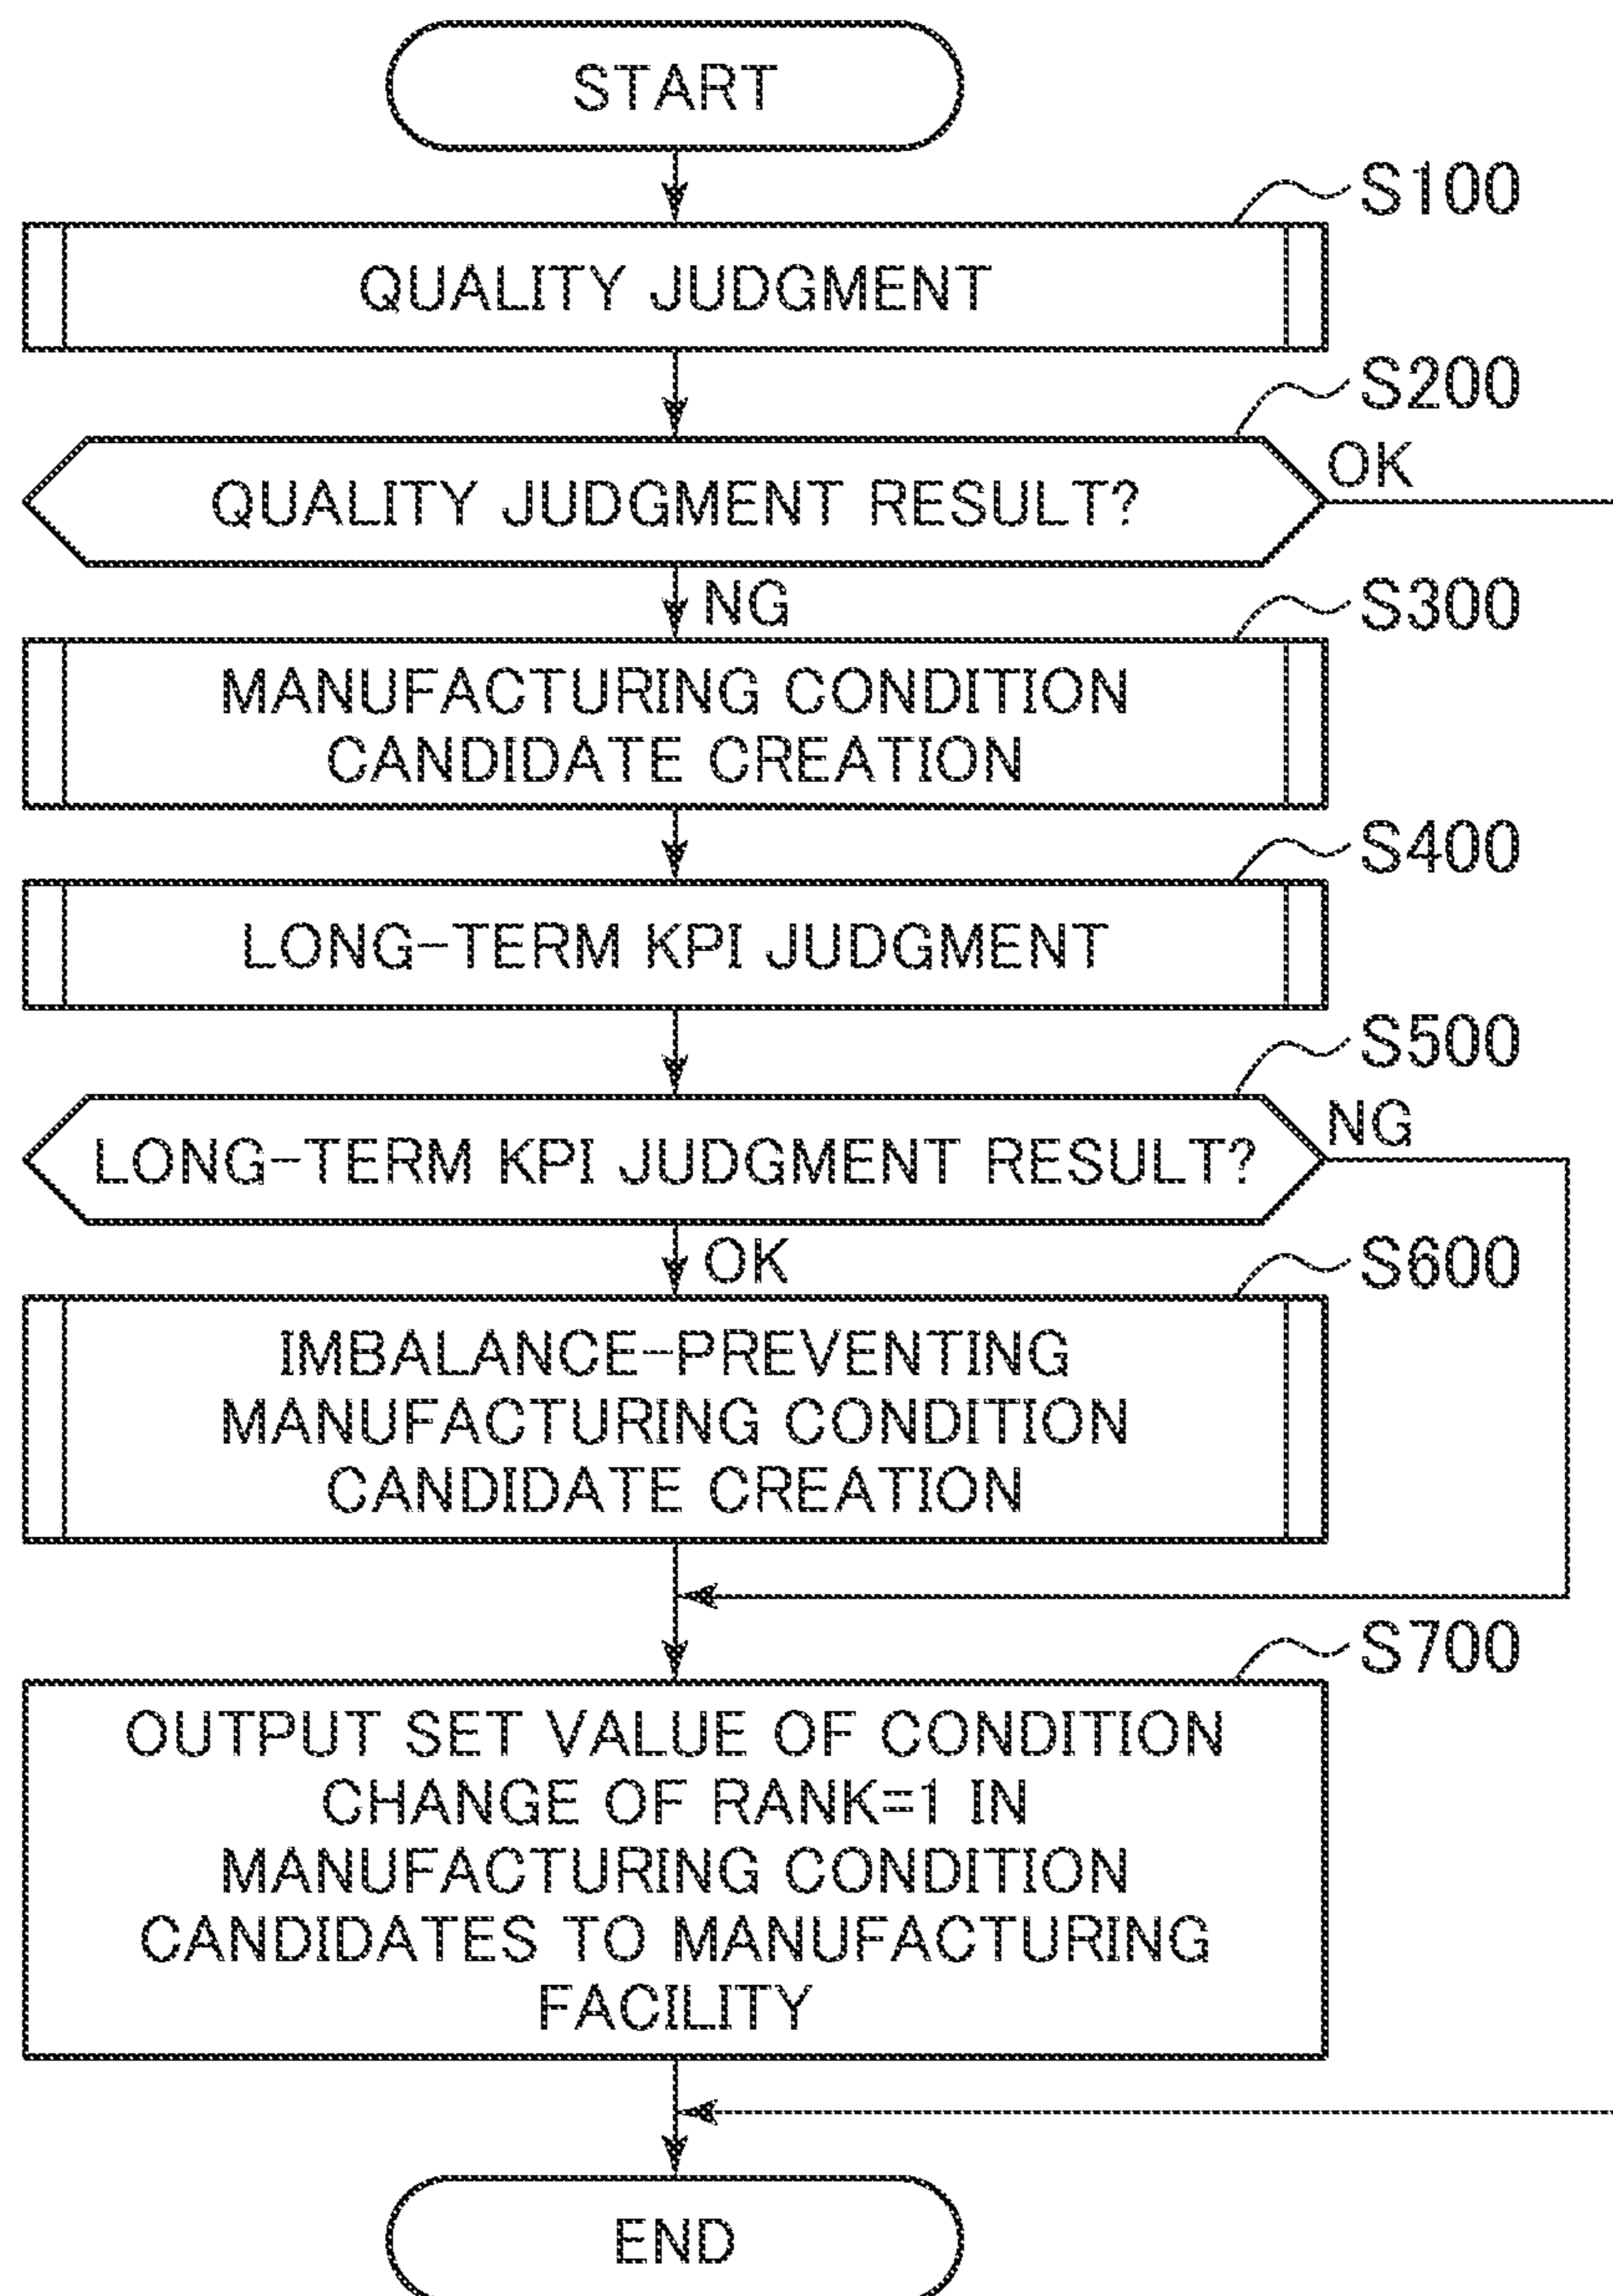 START
S100
QUALITY JUDGMENT
S200
QUALITY JUDGMENT RESULT?
OK
NG
S300
MANUFACTURING CONDITION
CANDIDATE CREATION
S400
LONG-TERM KPI JUDGMENT
S500
LONG-TERM KPI JUDGMENT RESULT?
NG
OK
S600
IMBALANCE-PREVENTING
MANUFACTURING CONDITION
CANDIDATE CREATION
S700
OUTPUT SET VALUE OF CONDITION
CHANGE OF RANK=1 IN
MANUFACTURING CONDITION
CANDIDATES TO MANUFACTURING
FACILITY
END